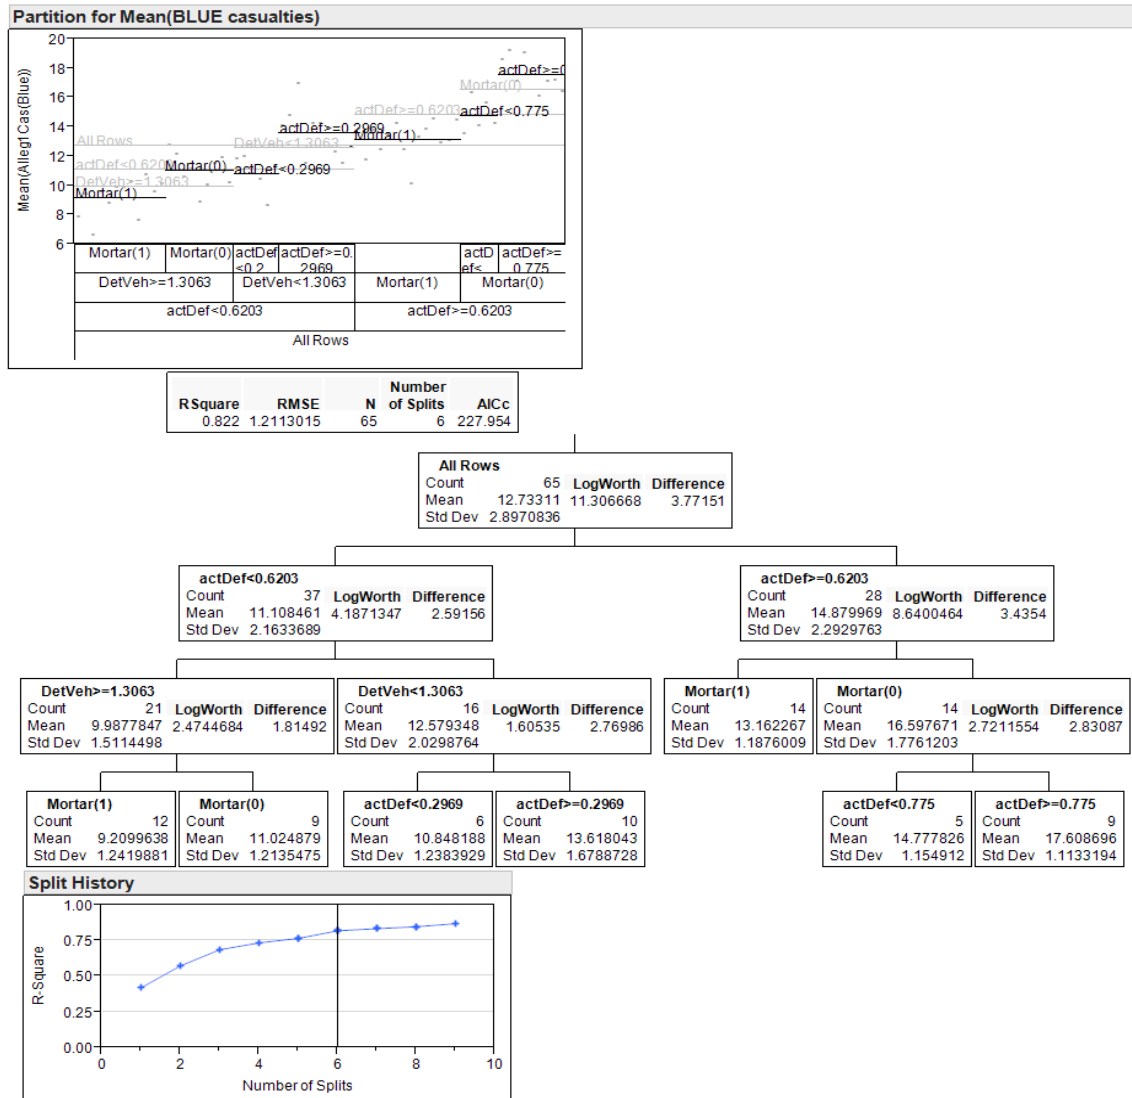 Partition for Mean(BLUE casualties)
Mean(Alleg1 Cas(Blue))
20
18
16
14
12
10
8
6
All Rows
actDef<0.6203
DetVeh>=1.3063
Mortar(1)
Mortar(0)
DetVeh<1.3063
actDef<0.2969
actDef>=0.2969
actDef>=0.6203
Mortar(1)
Mortar(0)
actDef<0.775
actDef>=0
Mortar(1) Mortar(0) actDef actDef>=0. actD actDef>=
<0.2 2969 ef< 0.775
DetVeh>=1.3063 DetVeh<1.3063 Mortar(1) Mortar(0)
actDef<0.6203 actDef>=0.6203
All Rows
Number
RSquare RMSE N of Splits AICc
0.822 1.2113015 65 6 227.954
All Rows
Count 65 LogWorth Difference
Mean 12.73311 11.306668 3.77151
Std Dev 2.8970836
actDef<0.6203
Count 37 LogWorth Difference
Mean 11.108461 4.1871347 2.59156
Std Dev 2.1633689
actDef>=0.6203
Count 28 LogWorth Difference
Mean 14.879969 8.6400464 3.4354
Std Dev 2.2929763
DetVeh>=1.3063
Count 21 LogWorth Difference
Mean 9.9877847 2.4744684 1.81492
Std Dev 1.5114498
DetVeh<1.3063
Count 16 LogWorth Difference
Mean 12.579348 1.60535 2.76986
Std Dev 2.0298764
Mortar(1)
Count 14
Mean 13.162267
Std Dev 1.1876009
Mortar(0)
Count 14 LogWorth Difference
Mean 16.597671 2.7211554 2.83087
Std Dev 1.7761203
Mortar(1)
Count 12
Mean 9.2099638
Std Dev 1.2419881
Mortar(0)
Count 9
Mean 11.024879
Std Dev 1.2135475
actDef<0.2969
Count 6
Mean 10.848188
Std Dev 1.2383929
actDef>=0.2969
Count 10
Mean 13.618043
Std Dev 1.6788728
actDef<0.775
Count 5
Mean 14.777826
Std Dev 1.154912
actDef>=0.775
Count 9
Mean 17.608696
Std Dev 1.1133194
Split History
R-Square
1.00
0.75
0.50
0.25
0.00
0 2 4 6 8 10
Number of Splits